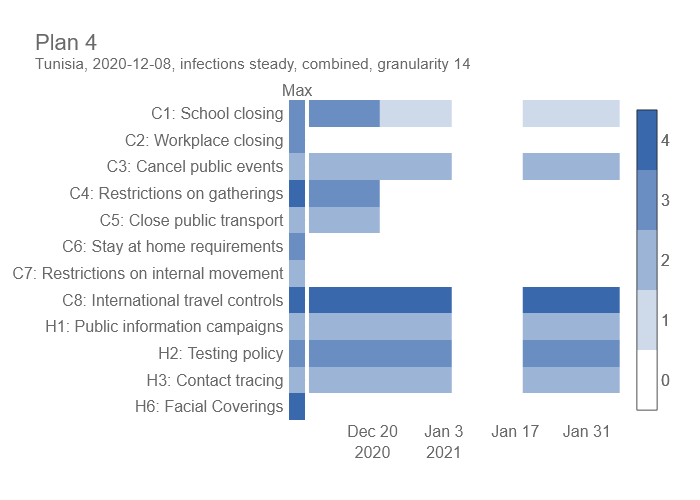 Plan 4
Tunisia, 2020-12-08, infections steady, combined, granularity 14
Max
C1: School closing
C2: Workplace closing
C3: Cancel public events
C4: Restrictions on gatherings
C5: Close public transport
C6: Stay at home requirements
C7: Restrictions on internal movement
C8: International travel controls
H1: Public information campaigns
H2: Testing policy
H3: Contact tracing
H6: Facial Coverings
4
3
2
1
0
Dec 20 Jan 3 Jan 17 Jan 31
2020 2021